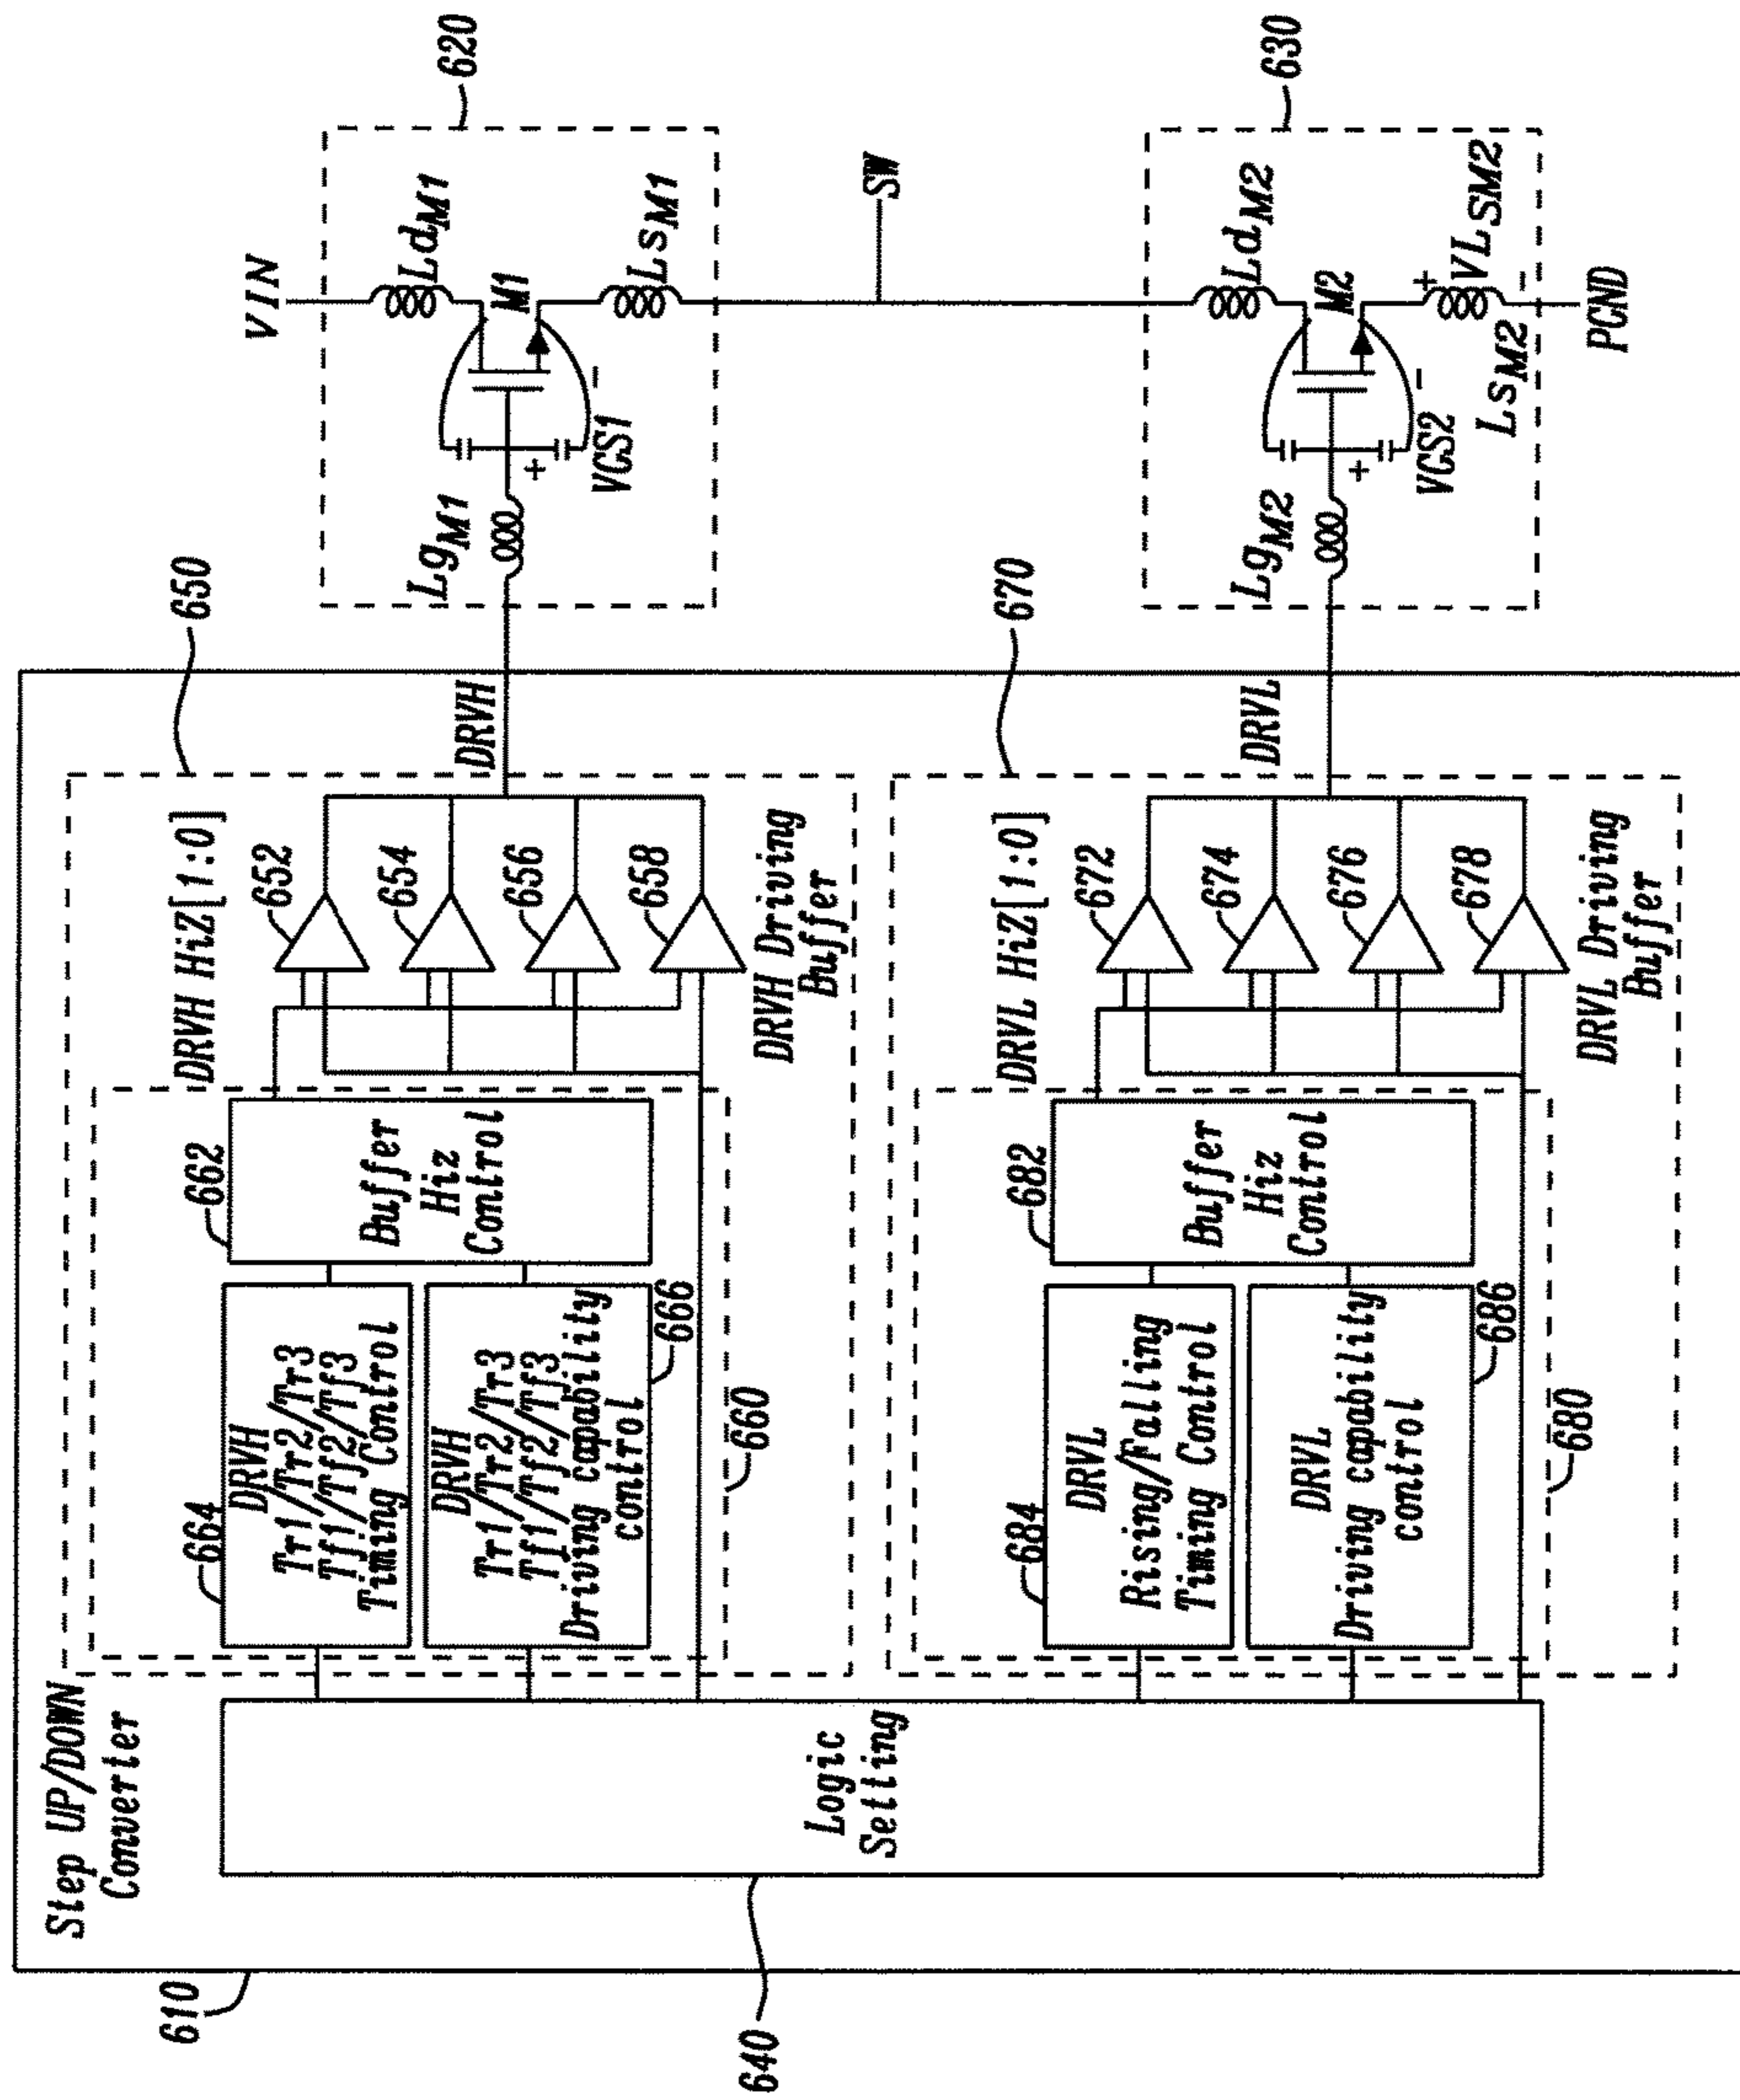 610
Step UP/DOWN
Converter
640
Logic
Setting
650
664
DRVH
Tr1/Tr2/Tr3
Tf1/Tf2/Tf3
Timing Control
DRVH
Tr1/Tr2/Tr3
Tf1/Tf2/Tf3
Driving capability
control
666
660
662
Buffer
Hiz
Control
DRVH HiZ[1:0]
652
654
656
658
DRVH Driving
Buffer
DRVH
620
VIN
LdM1
M1
LgM1
+
VGS1
-
LsM1
SW
670
684
DRVL
Rising/Falling
Timing Control
DRVL
Driving capability
control
686
680
682
Buffer
Hiz
Control
DRVL HiZ[1:0]
672
674
676
678
DRVL Driving
Buffer
DRVL
630
LdM2
M2
LgM2
+
VGS2
-
+
VLSM2
-
LsM2
PGND